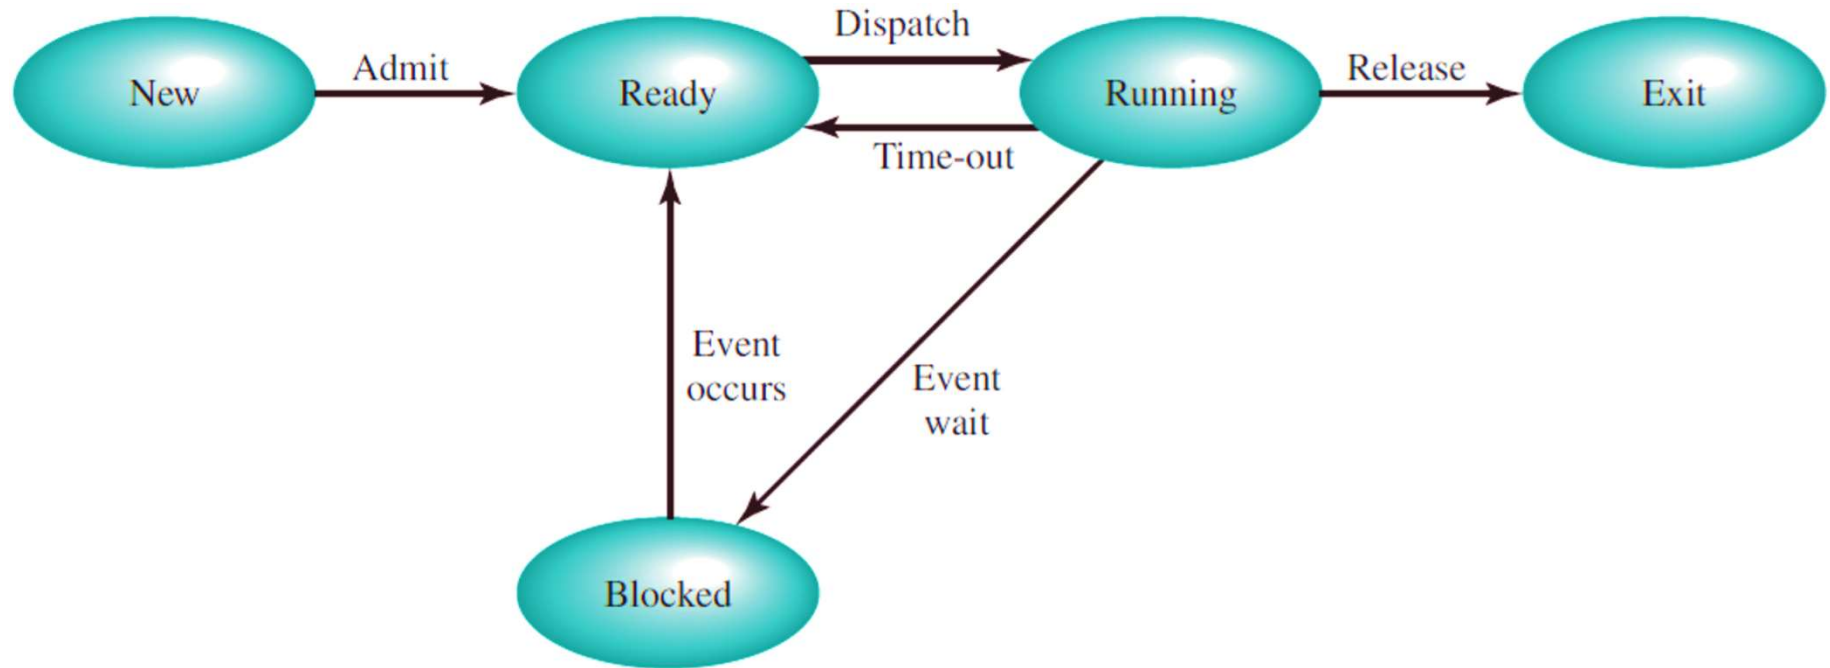 Dispatch
New
Admit
Ready
Running
Release
Exit
Time-out
Event
occurs
Event
wait
Blocked